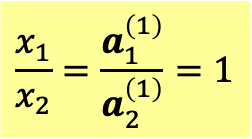 x₁/x₂ = a₁⁽¹⁾/a₂⁽¹⁾ = 1